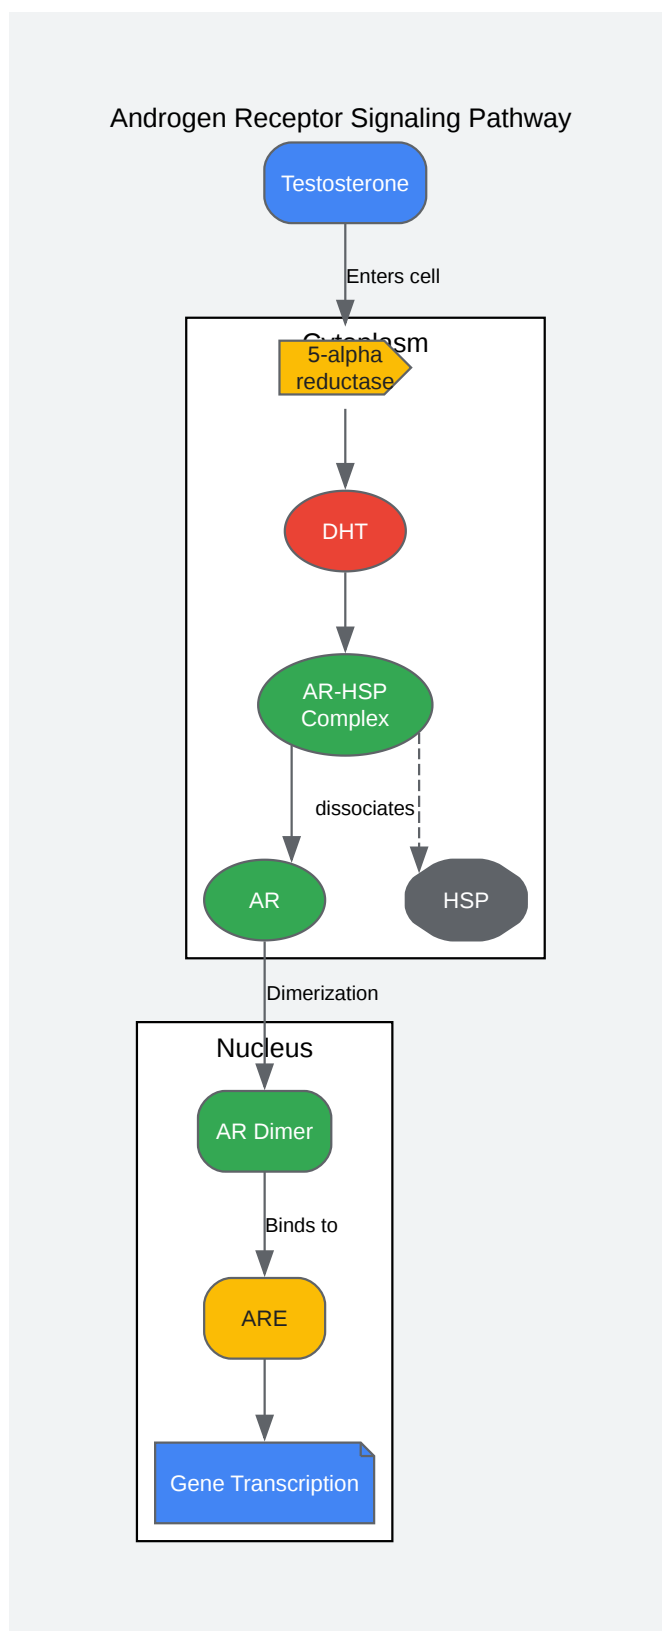 Androgen Receptor Signaling Pathway
Testosterone
Enters cell
Cytoplasm
5-alpha
reductase
DHT
AR-HSP
Complex
dissociates
AR
HSP
Dimerization
Nucleus
AR Dimer
Binds to
ARE
Gene Transcription